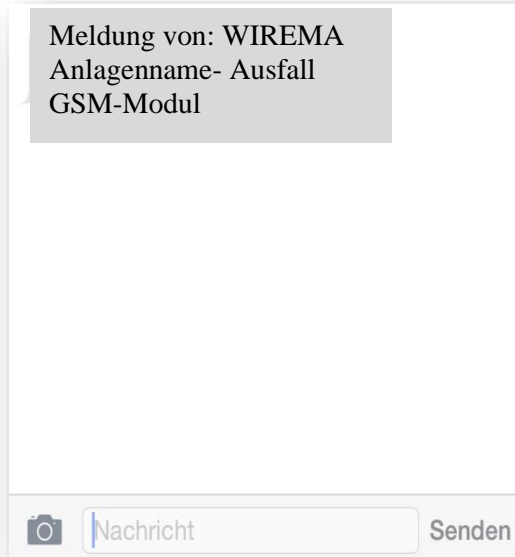 Meldung von: WIREMA
Anlagenname- Ausfall
GSM-Modul
Nachricht
Senden